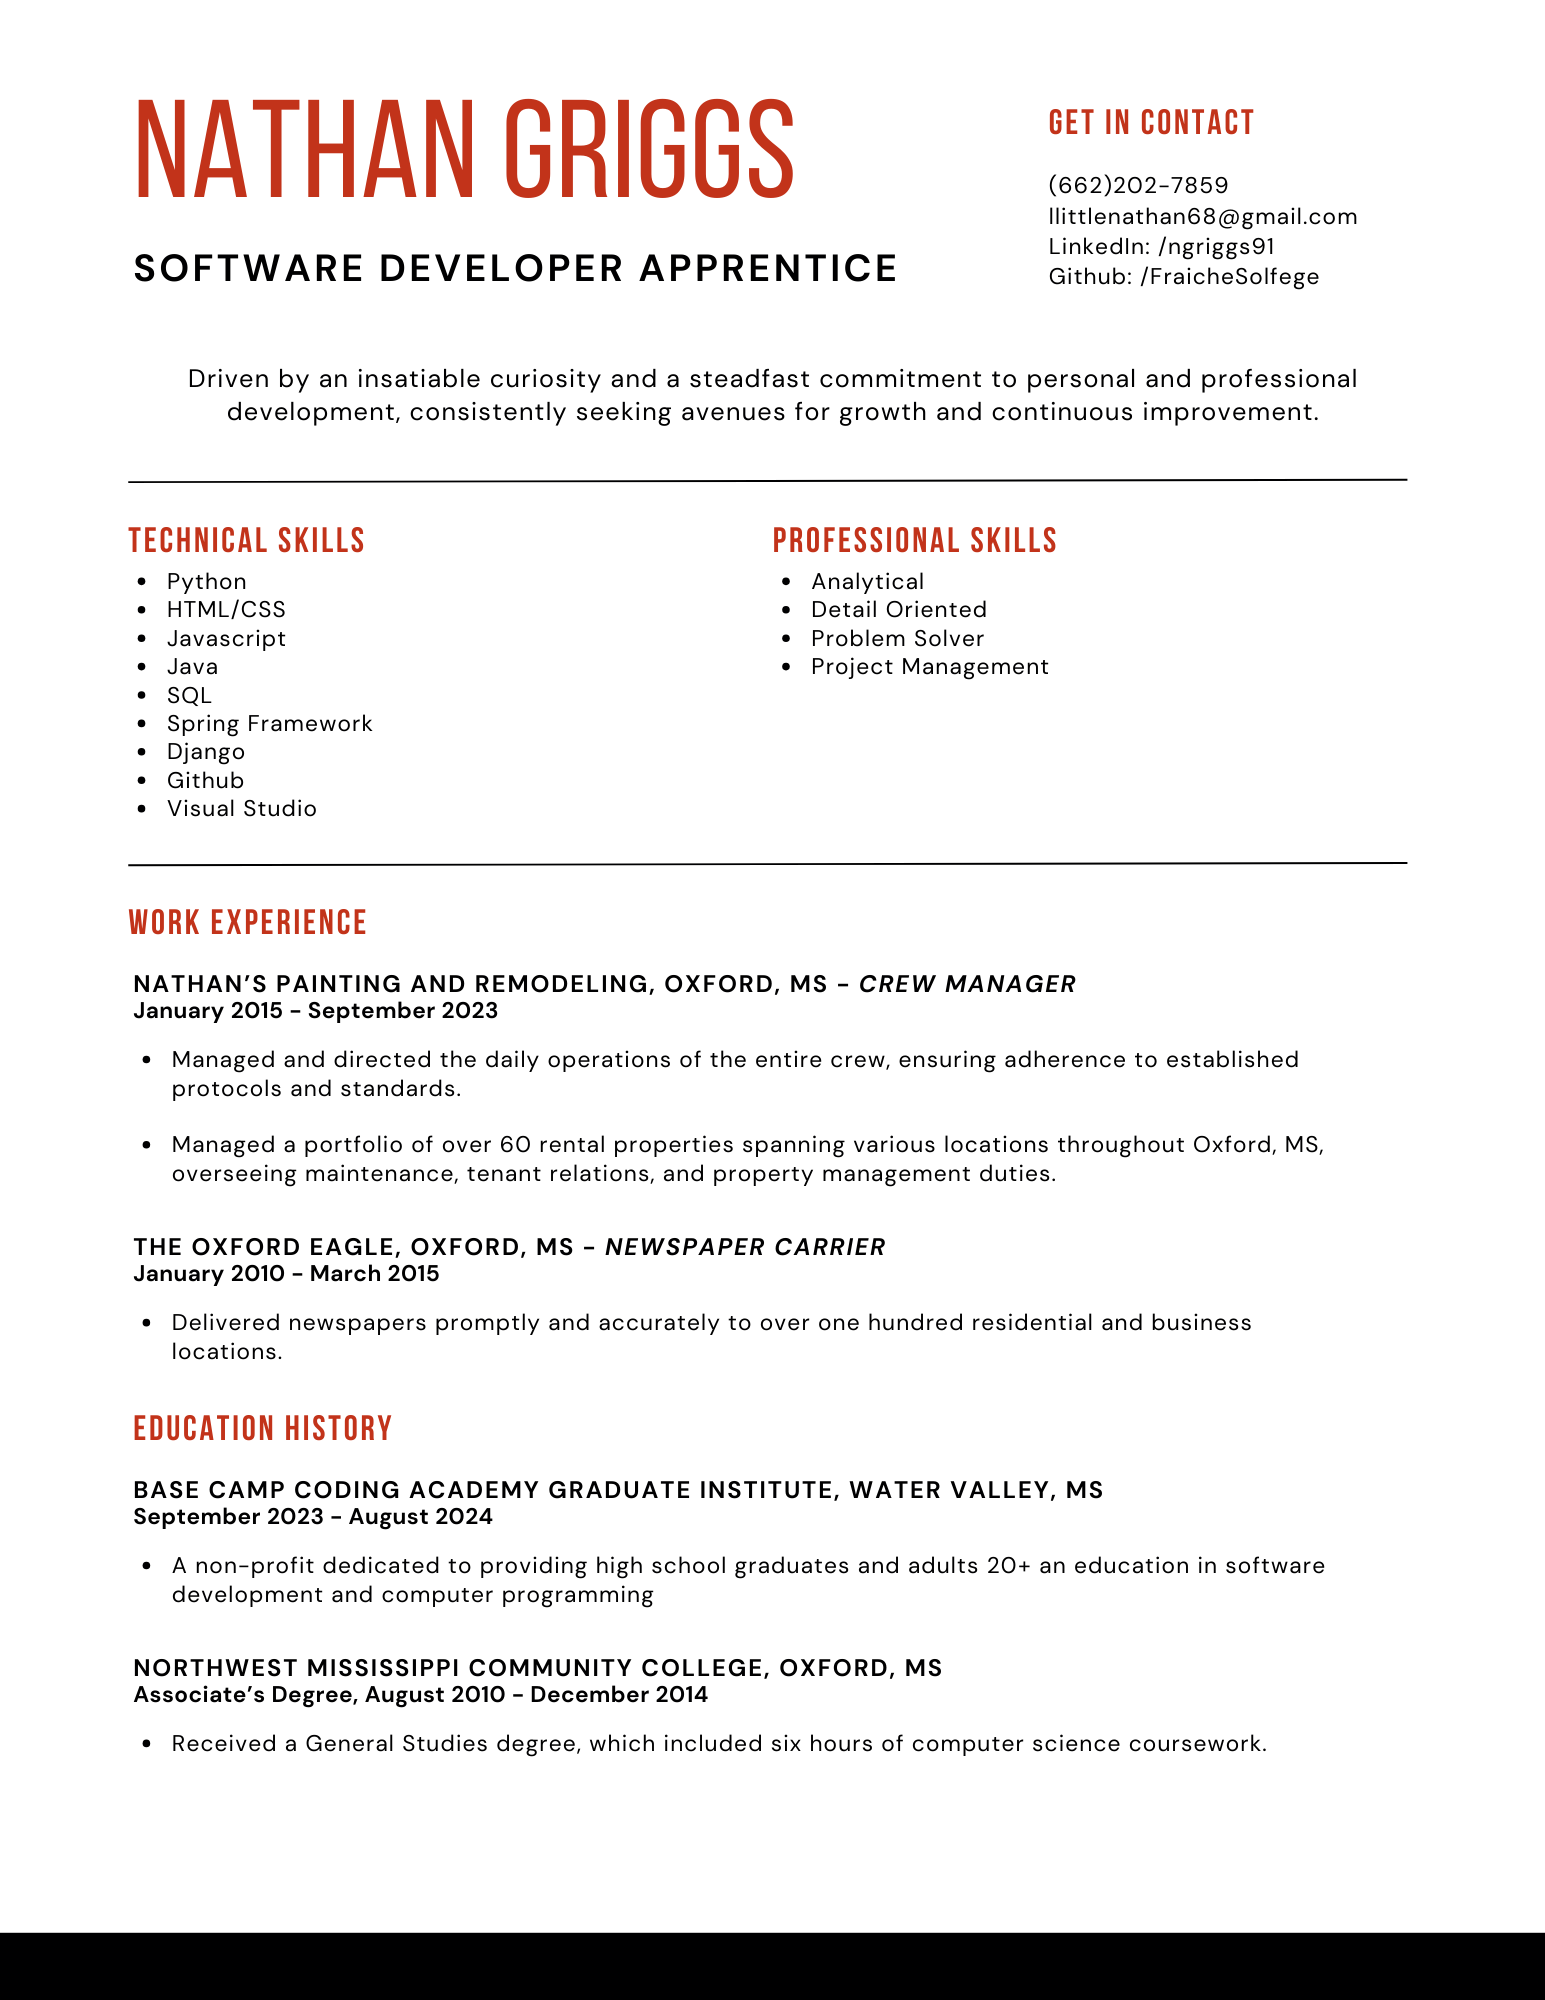 NATHAN GRIGGS
SOFTWARE DEVELOPER APPRENTICE
GET IN CONTACT
(662)202-7859
llittlenathan68@gmail.com
LinkedIn: /ngriggs91
Github: /FraicheSolfege
Driven by an insatiable curiosity and a steadfast commitment to personal and professional
development, consistently seeking avenues for growth and continuous improvement.
TECHNICAL SKILLS
• Python
• HTML/CSS
• Javascript
• Java
• SQL
• Spring Framework
• Django
• Github
• Visual Studio
PROFESSIONAL SKILLS
• Analytical
• Detail Oriented
• Problem Solver
• Project Management
WORK EXPERIENCE
NATHAN’S PAINTING AND REMODELING, OXFORD, MS – CREW MANAGER
January 2015 – September 2023
• Managed and directed the daily operations of the entire crew, ensuring adherence to established
protocols and standards.
• Managed a portfolio of over 60 rental properties spanning various locations throughout Oxford, MS,
overseeing maintenance, tenant relations, and property management duties.
THE OXFORD EAGLE, OXFORD, MS – NEWSPAPER CARRIER
January 2010 – March 2015
• Delivered newspapers promptly and accurately to over one hundred residential and business
locations.
EDUCATION HISTORY
BASE CAMP CODING ACADEMY GRADUATE INSTITUTE, WATER VALLEY, MS
September 2023 – August 2024
• A non-profit dedicated to providing high school graduates and adults 20+ an education in software
development and computer programming
NORTHWEST MISSISSIPPI COMMUNITY COLLEGE, OXFORD, MS
Associate’s Degree, August 2010 – December 2014
• Received a General Studies degree, which included six hours of computer science coursework.